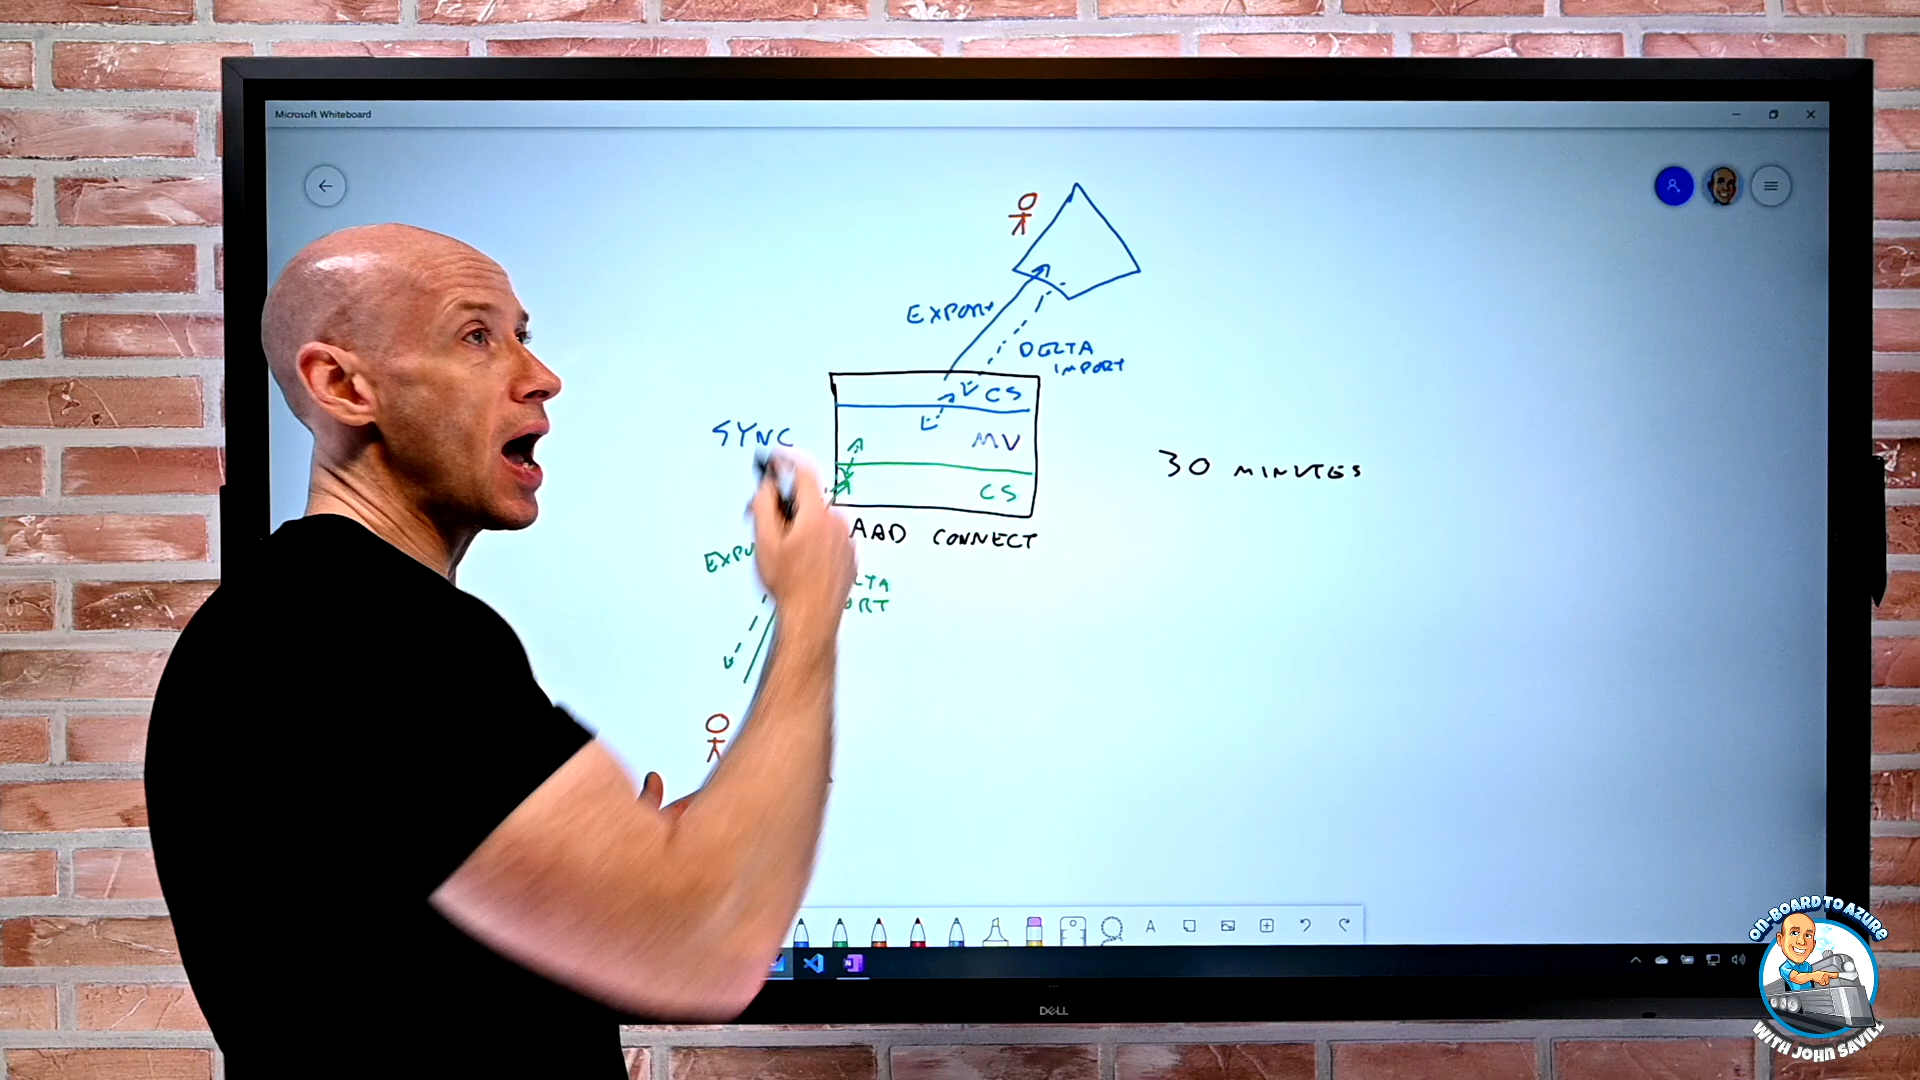 Microsoft Whiteboard
EXPORT
DELTA
IMPORT
CS
SYNC
MV
30 MINUTES
CS
AAD CONNECT
DELL
ON-BOARD TO AZURE
WITH JOHN SAVILL